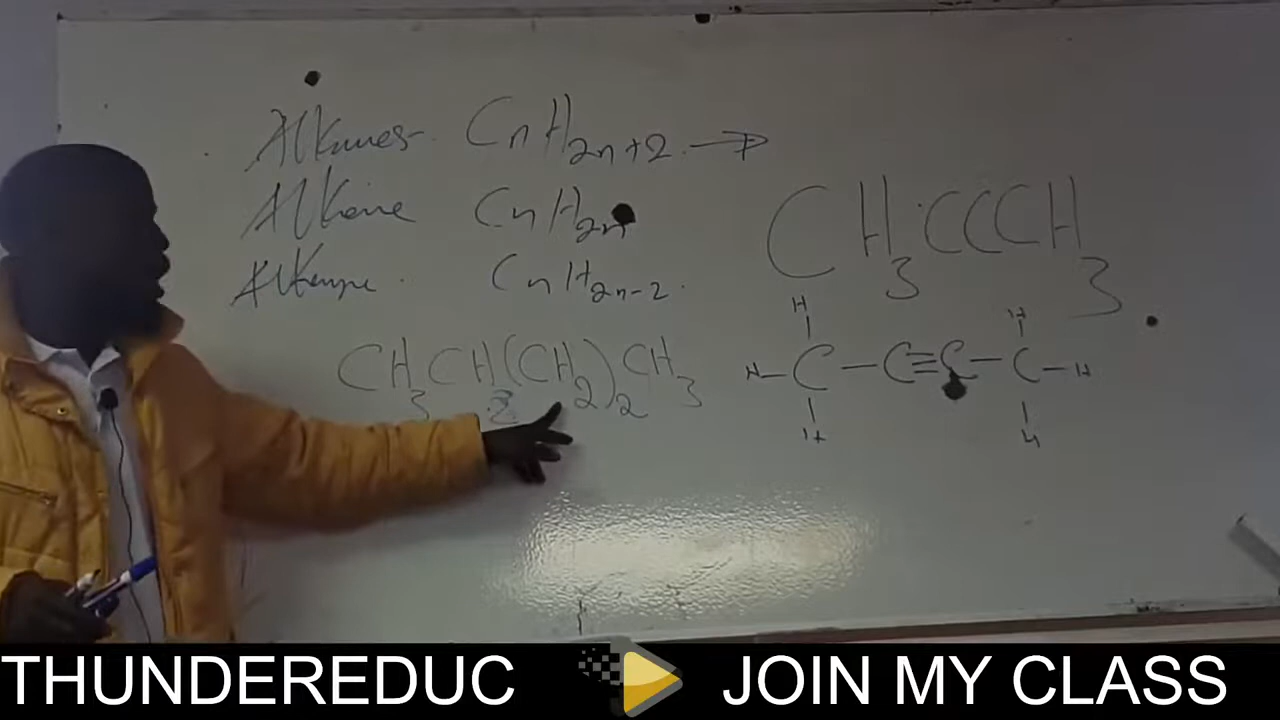 Alkanes- CnH2n+2 →
Alkene CnH2n
Alkyne. CnH2n-2.
CH3CCCH3
CH3CH2(CH2)2CH3
H H
H-C-C≡C-C-H
H H
THUNDEREDUC JOIN MY CLASS